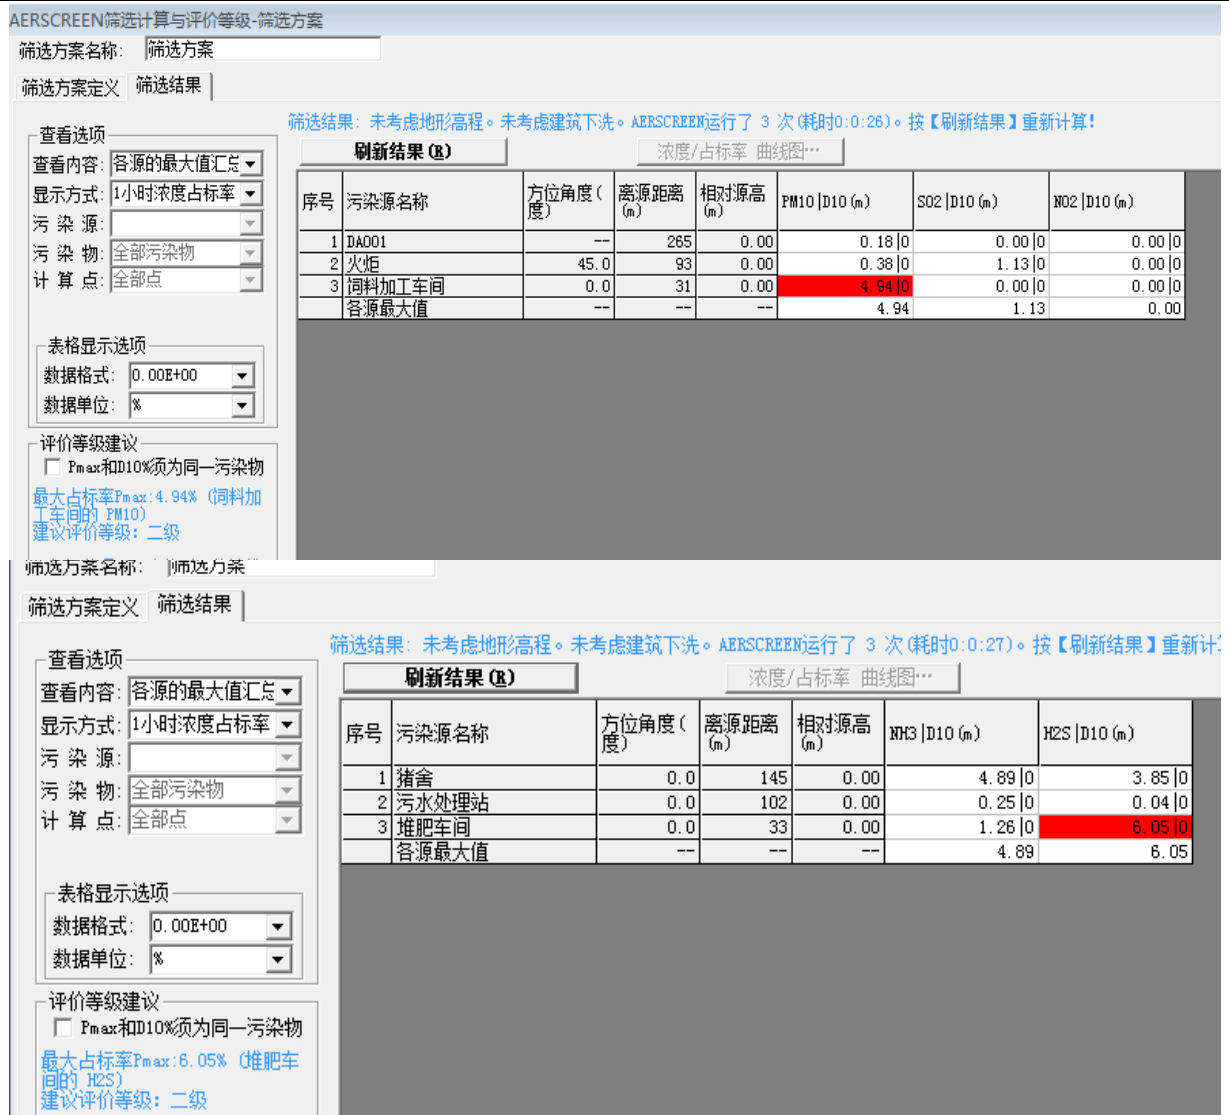 AERSCREEN筛选计算与评价等级-筛选方案
筛选方案名称: 筛选方案
筛选方案定义 筛选结果
筛选结果: 未考虑地形高程。未考虑建筑下洗。AERSCREEN运行了 3 次(耗时0:0:26)。按【刷新结果】重新计算!
查看选项
刷新结果(R) 浓度/占标率 曲线图…
查看内容: 各源的最大值汇总
显示方式: 1小时浓度占标率
污 染 源:
污 染 物: 全部污染物
计 算 点: 全部点
序号 污染源名称 方位角度(度) 离源距离(m) 相对源高(m) PM10|D10(m) SO2|D10(m) NO2|D10(m)
1 DA001 -- 265 0.00 0.18|0 0.00|0 0.00|0
2 火炬 45.0 93 0.00 0.38|0 1.13|0 0.00|0
3 饲料加工车间 0.0 31 0.00 4.94|0 0.00|0 0.00|0
各源最大值 -- -- -- 4.94 1.13 0.00
表格显示选项
数据格式: 0.00E+00
数据单位: %
评价等级建议
Pmax和D10%须为同一污染物
最大占标率Pmax:4.94% (饲料加
工车间的 PM10)
建议评价等级: 二级
筛选方案名称: 筛选方案
筛选方案定义 筛选结果
筛选结果: 未考虑地形高程。未考虑建筑下洗。AERSCREEN运行了 3 次(耗时0:0:27)。按【刷新结果】重新计
查看选项
刷新结果(R) 浓度/占标率 曲线图…
查看内容: 各源的最大值汇总
显示方式: 1小时浓度占标率
污 染 源:
污 染 物: 全部污染物
计 算 点: 全部点
序号 污染源名称 方位角度(度) 离源距离(m) 相对源高(m) NH3|D10(m) H2S|D10(m)
1 猪舍 0.0 145 0.00 4.89|0 3.85|0
2 污水处理站 0.0 102 0.00 0.25|0 0.04|0
3 堆肥车间 0.0 33 0.00 1.26|0 6.05|0
各源最大值 -- -- -- 4.89 6.05
表格显示选项
数据格式: 0.00E+00
数据单位: %
评价等级建议
Pmax和D10%须为同一污染物
最大占标率Pmax:6.05% (堆肥车
间的 H2S)
建议评价等级: 二级